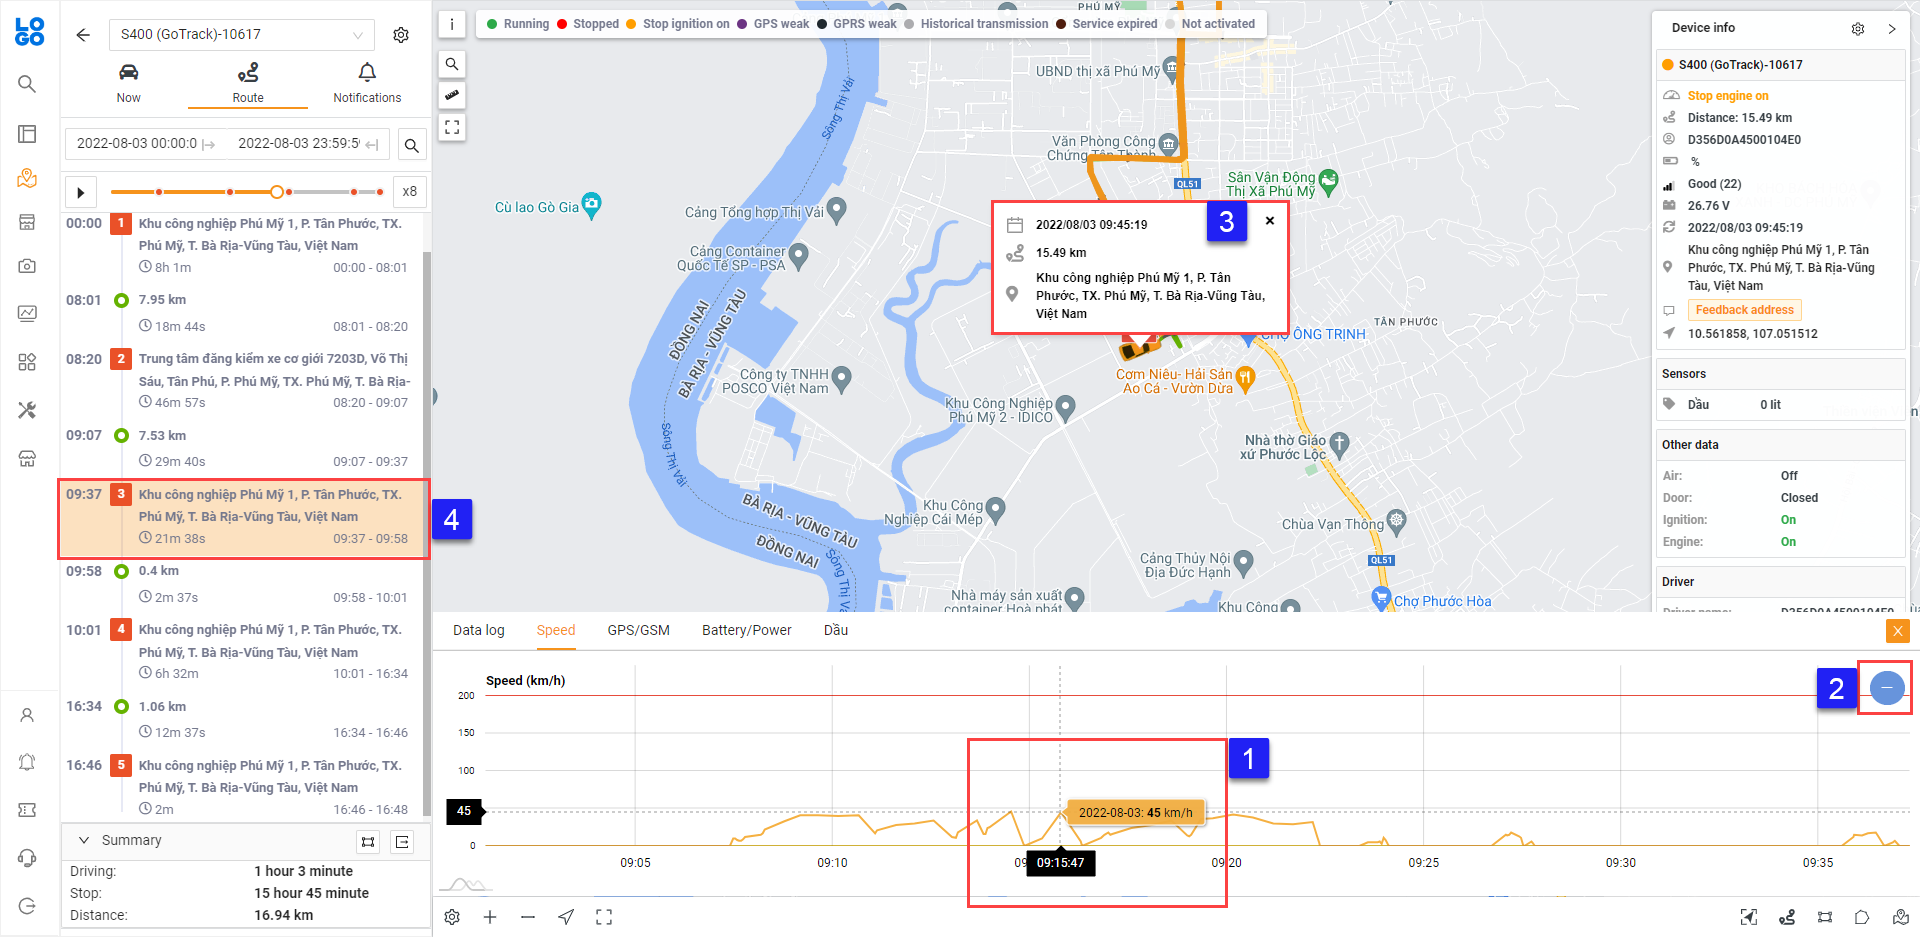 LOGO
S400 (GoTrack)-10617
Now
Route
Notifications
2022-08-03 00:00:0
2022-08-03 23:59:59
x8
00:00
1
Khu công nghiệp Phú Mỹ 1, P. Tân Phước, TX.
Phú Mỹ, T. Bà Rịa-Vũng Tàu, Việt Nam
8h 1m
00:00 - 08:01
08:01
7.95 km
18m 44s
08:01 - 08:20
08:20
2
Trung tâm đăng kiểm xe cơ giới 7203D, Võ Thị
Sáu, Tân Phú, P. Phú Mỹ, TX. Phú Mỹ, T. Bà Rịa-
46m 57s
08:20 - 09:07
09:07
7.53 km
29m 40s
09:07 - 09:37
09:37
3
Khu công nghiệp Phú Mỹ 1, P. Tân Phước, TX.
Phú Mỹ, T. Bà Rịa-Vũng Tàu, Việt Nam
21m 38s
09:37 - 09:58
4
09:58
0.4 km
2m 37s
09:58 - 10:01
10:01
4
Khu công nghiệp Phú Mỹ 1, P. Tân Phước, TX.
Phú Mỹ, T. Bà Rịa-Vũng Tàu, Việt Nam
6h 32m
10:01 - 16:34
16:34
1.06 km
12m 37s
16:34 - 16:46
16:46
5
Khu công nghiệp Phú Mỹ 1, P. Tân Phước, TX.
Phú Mỹ, T. Bà Rịa-Vũng Tàu, Việt Nam
2m
16:46 - 16:48
Summary
Driving:
1 hour 3 minute
Stop:
15 hour 45 minute
Distance:
16.94 km
i
Running
Stopped
Stop ignition on
GPS weak
GPRS weak
Historical transmission
Service expired
Not activated
PHÚ MỸ
UBND thị xã Phú Mỹ
Sông Thị Vải
Văn Phòng Công
Chứng Tân Thành
QL51
Sân Vận Động
Thị Xã Phú Mỹ
Cù lao Gò Gia
Cảng Tổng hợp Thị Vải
Cảng Container
Quốc Tế SP - PSA
ĐỒNG NAI
BÀ RỊA - VŨNG TÀU
2022/08/03 09:45:19
3
15.49 km
Khu công nghiệp Phú Mỹ 1, P. Tân
Phước, TX. Phú Mỹ, T. Bà Rịa-Vũng Tàu,
Việt Nam
TÂN PHƯỚC
CHỢ ÔNG TRỊNH
Công ty TNHH
POSCO Việt Nam
Cơm Niêu- Hải Sản
Ao Cá - Vườn Dừa
Khu Công Nghiệp
Phú Mỹ 2 - IDICO
Sông Thị Vải
Nhà thờ Giáo
xứ Phước Lộc
BÀ RỊA - VŨNG TÀU
ĐỒNG NAI
Sông Thị Vải
Khu Công
Nghiệp Cái Mép
Chùa Vạn Thông
Cảng Thủy Nội
Địa Đức Hạnh
QL51
Nhà máy sản xuất
container Hoà phát
Khu Công
Chợ Phước Hòa
Device info
S400 (GoTrack)-10617
Stop engine on
Distance: 15.49 km
D356D0A4500104E0
%
Good (22)
26.76 V
2022/08/03 09:45:19
Khu công nghiệp Phú Mỹ 1, P. Tân
Phước, TX. Phú Mỹ, T. Bà Rịa-Vũng
Tàu, Việt Nam
Feedback address
10.561858, 107.051512
Sensors
Dầu
0 lit
Other data
Air:
Off
Door:
Closed
Ignition:
On
Engine:
On
Driver
Driver name:
D356D0A4500104E0
Data log
Speed
GPS/GSM
Battery/Power
Dầu
X
Speed (km/h)
200
150
100
45
0
2
1
2022-08-03: 45 km/h
09:05
09:10
09:15:47
09:20
09:25
09:30
09:35